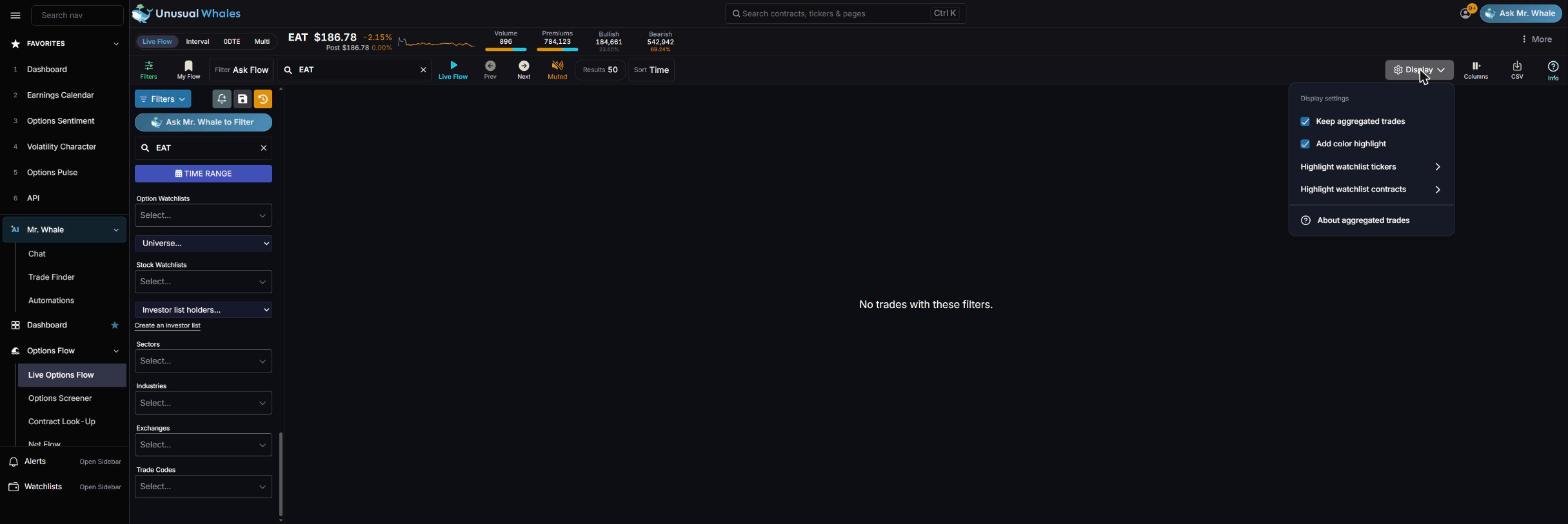 Search nav
Unusual Whales
Search contracts, tickers & pages
Ctrl K
9+
Ask Mr. Whale
FAVORITES
1 Dashboard
2 Earnings Calendar
3 Options Sentiment
4 Volatility Character
5 Options Pulse
6 API
AI Mr. Whale
Chat
Trade Finder
Automations
Dashboard
Options Flow
Live Options Flow
Options Screener
Contract Look-Up
Net Flow
Alerts Open Sidebar
Watchlists Open Sidebar
Live Flow Interval 0DTE Multi
EAT $186.78 -2.15%
Post $186.78 0.00%
Volume
896
Premiums
784,123
Bullish
184,661
Bearish
542,942
69.24%
More
Filters
My Flow
Filter Ask Flow
EAT
Live Flow
Prev
Next
Muted
Results 50
Sort Time
Display
Columns
CSV
Info
Filters
Ask Mr. Whale to Filter
EAT
TIME RANGE
Option Watchlists
Select...
Universe...
Stock Watchlists
Select...
Investor list holders...
Create an investor list
Sectors
Select...
Industries
Select...
Exchanges
Select...
Trade Codes
Select...
No trades with these filters.
Display settings
Keep aggregated trades
Add color highlight
Highlight watchlist tickers
Highlight watchlist contracts
About aggregated trades